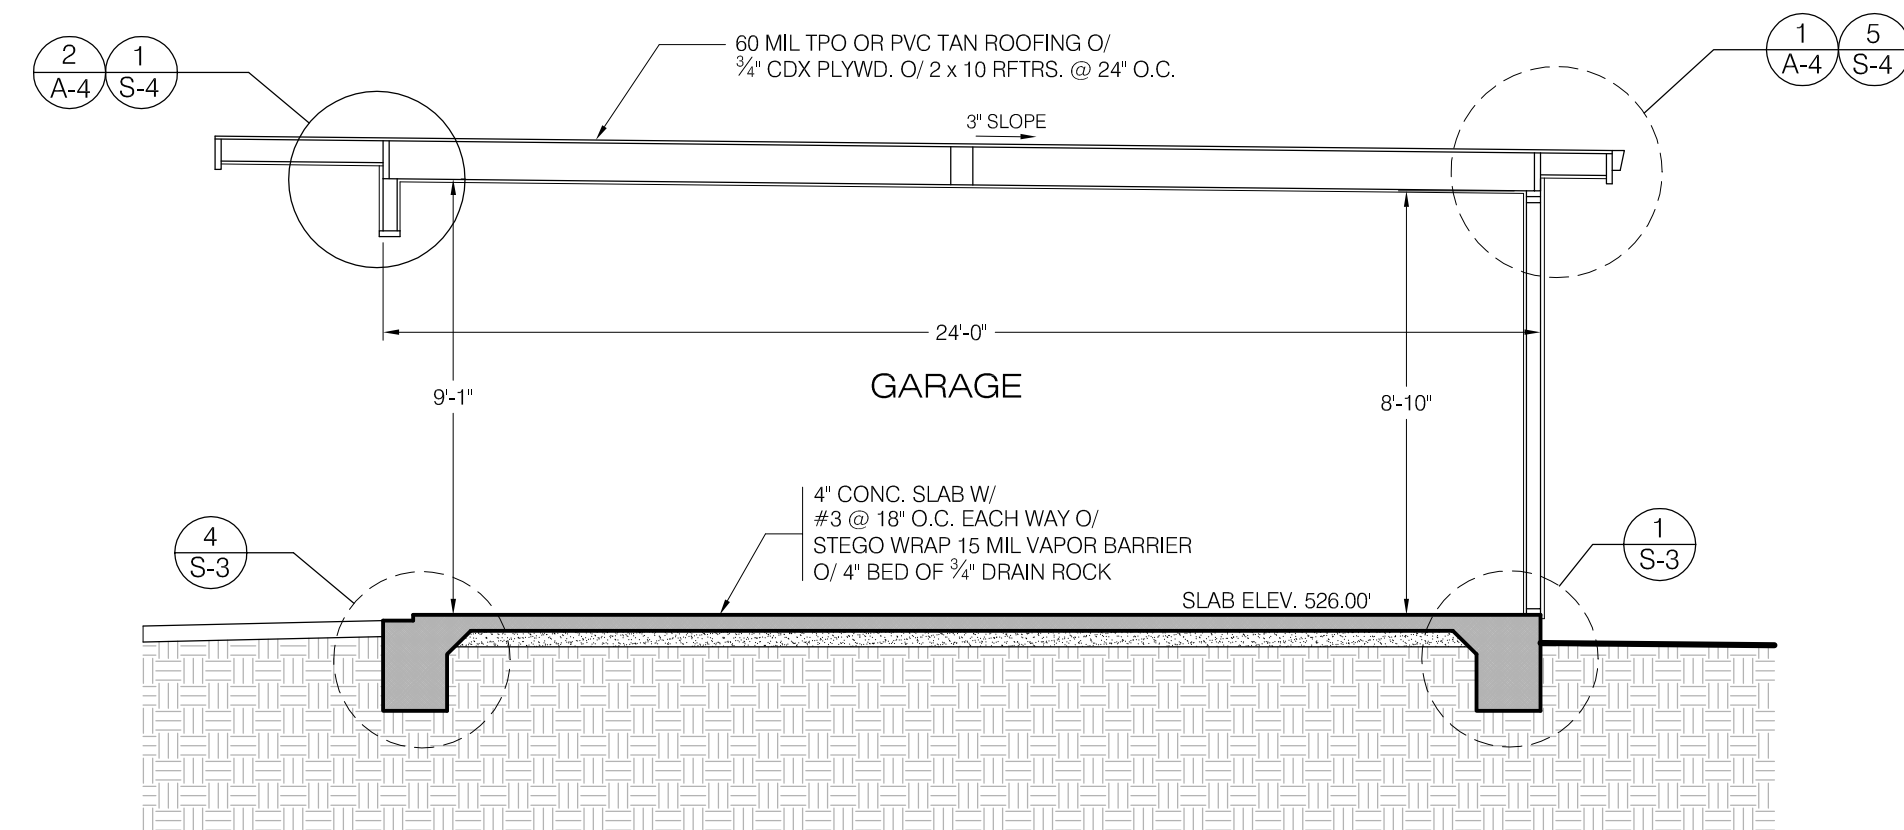 2
A-4
1
S-4
60 MIL TPO OR PVC TAN ROOFING O/
¾" CDX PLYWD. O/ 2 x 10 RFTRS. @ 24" O.C.
1
A-4
5
S-4
3" SLOPE
24'-0"
GARAGE
9'-1"
8'-10"
4" CONC. SLAB W/
#3 @ 18" O.C. EACH WAY O/
STEGO WRAP 15 MIL VAPOR BARRIER
O/ 4" BED OF ¾" DRAIN ROCK
4
S-3
1
S-3
SLAB ELEV. 526.00'